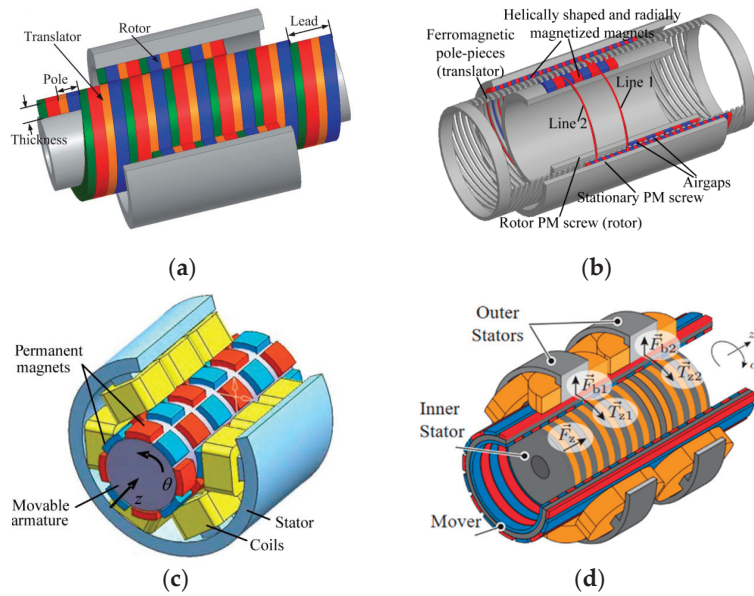 Translator
Rotor
Lead
Pole
Thickness
(a)
Helically shaped and radially
magnetized magnets
Ferromagnetic
pole-pieces
(translator)
Line 1
Line 2
Airgaps
Stationary PM screw
Rotor PM screw (rotor)
(b)
Permanent
magnets
θ
z
Movable
armature
Stator
Coils
(c)
Outer
Stators
F⃗b2
z
F⃗b1
T⃗z2
Inner
Stator
T⃗z1
F⃗z
Mover
(d)